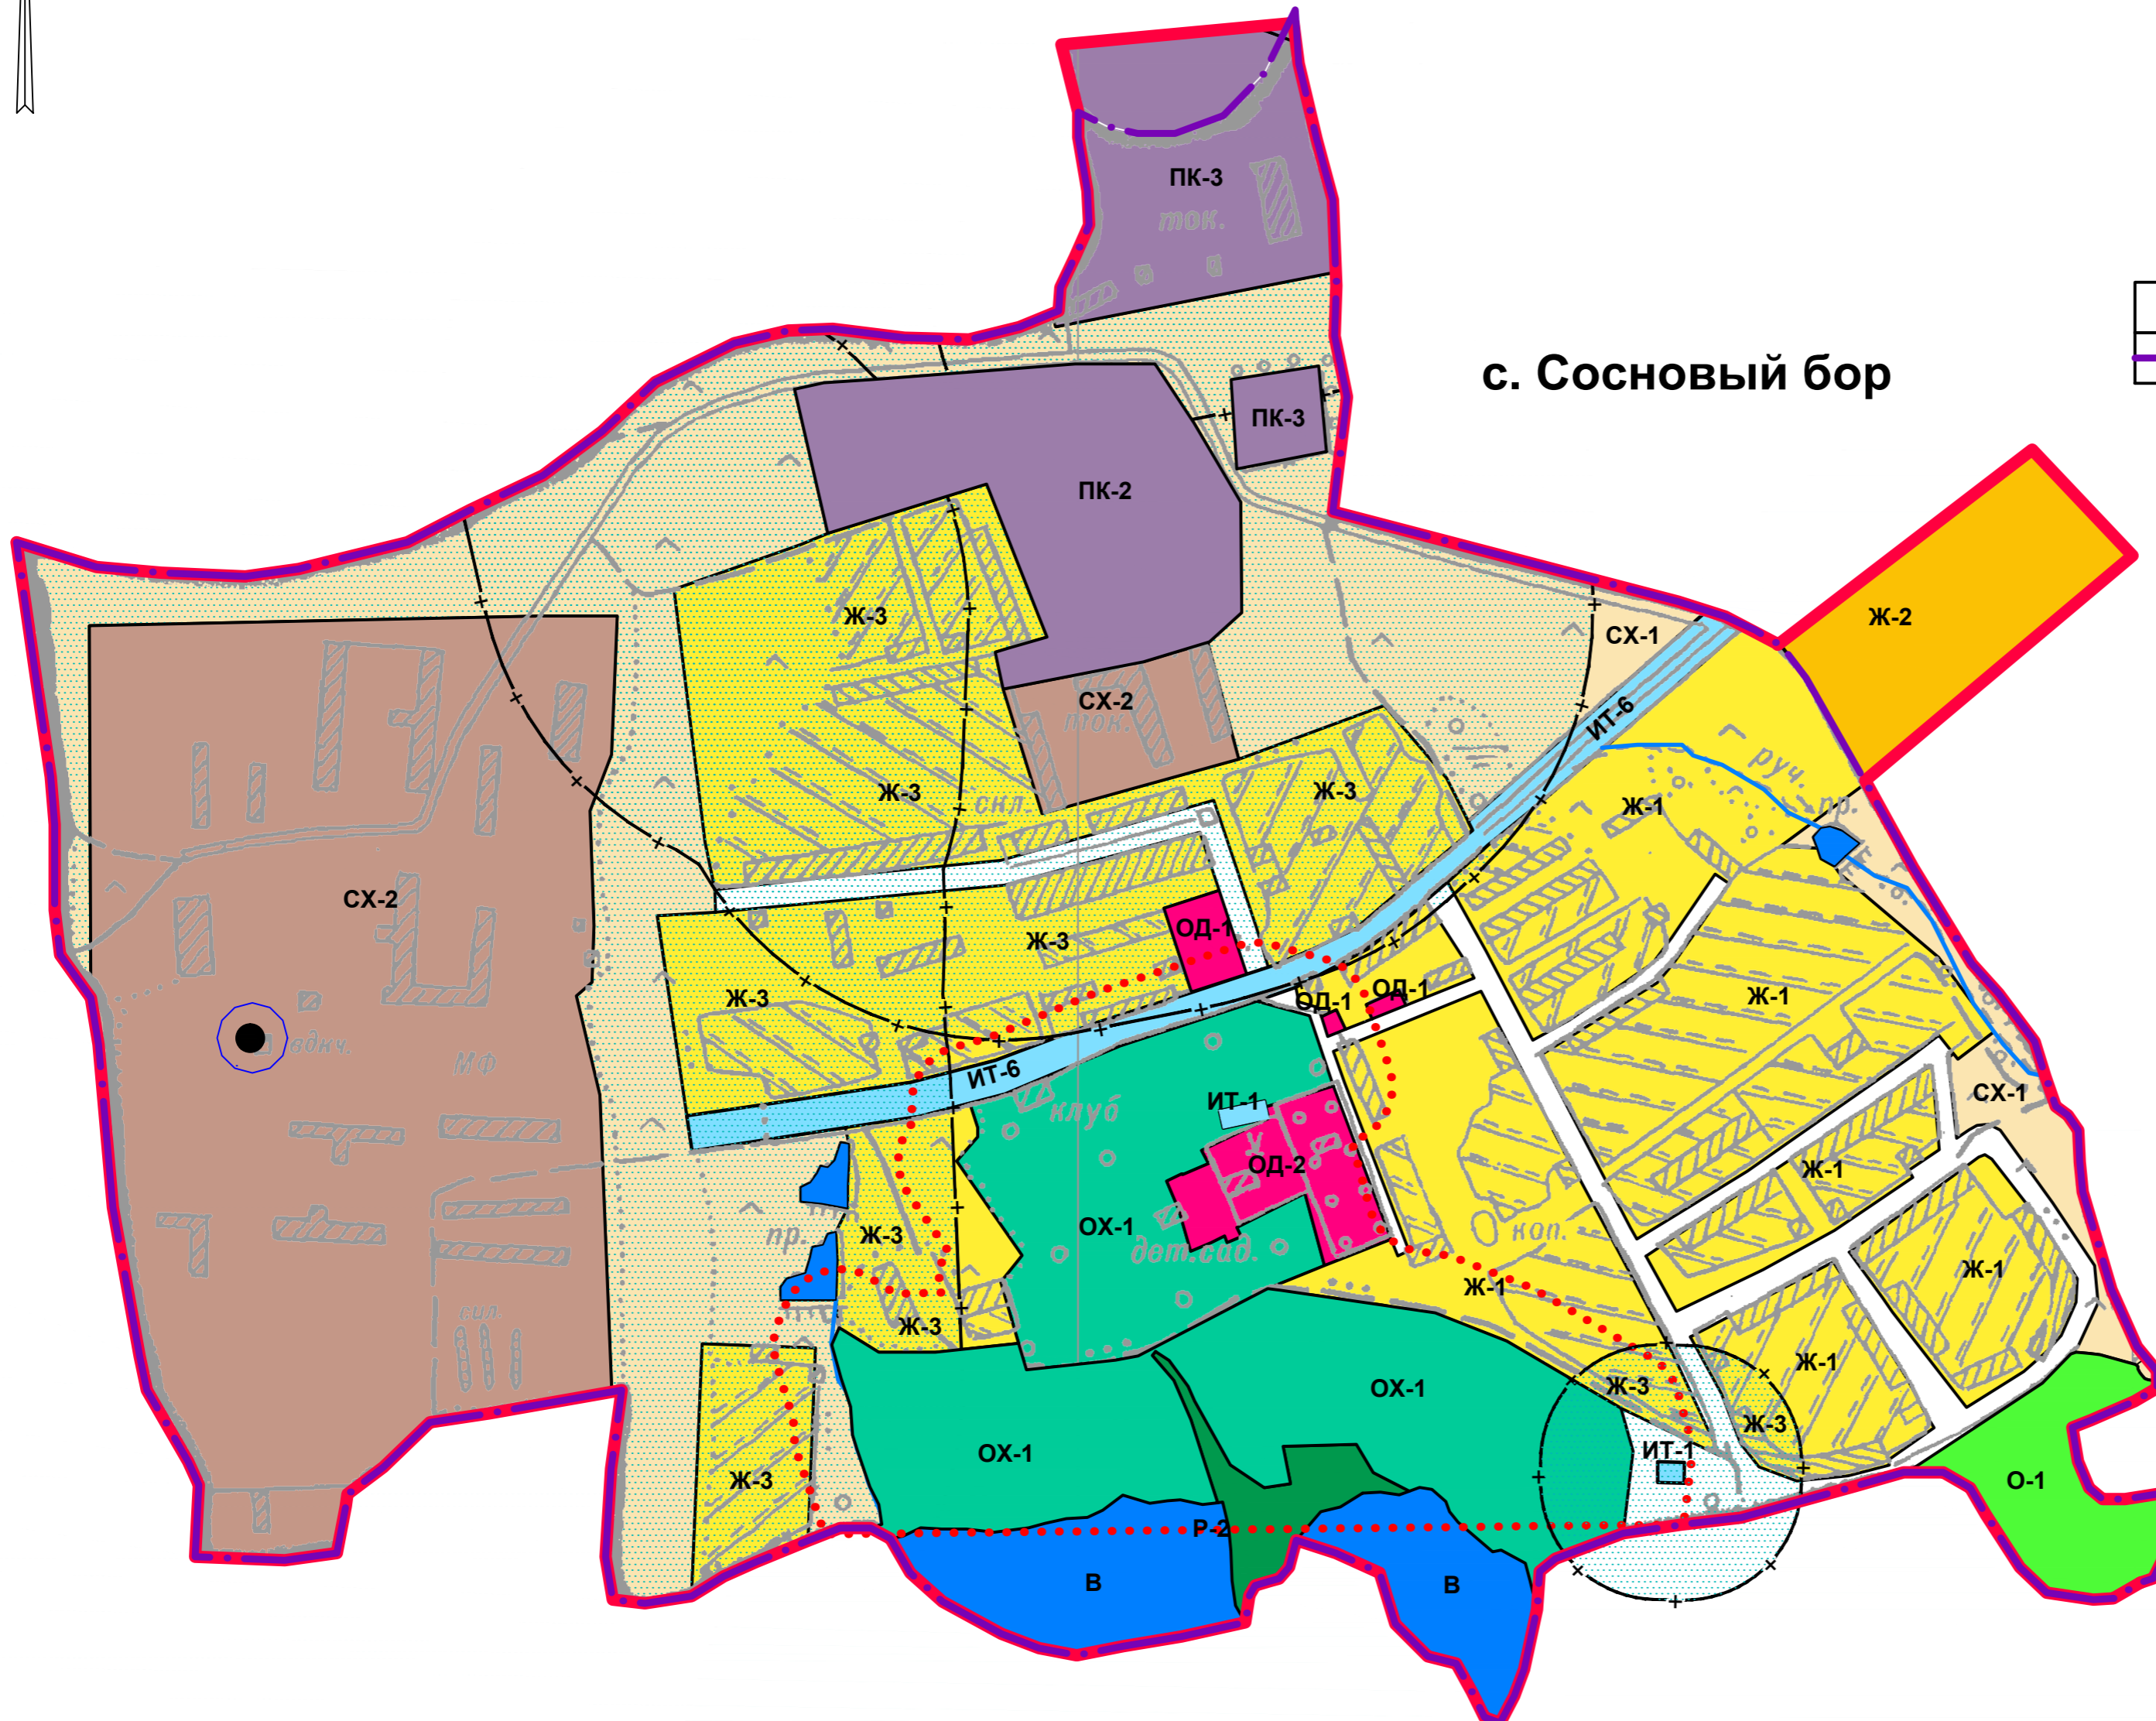 ПК-3
ток.
с. Сосновый бор
ПК-3
ПК-2
Ж-3
Ж-2
СХ-1
СХ-2
ток.
ИТ-6
руч.
Ж-3
скл.
Ж-3
Ж-1
пр.
СХ-2
ОД-1
Ж-3
Ж-3
ОД-1
ОД-1
Ж-1
вдкч.
МФ
ИТ-6
клуб
ИТ-1
СХ-1
У
ОД-2
Ж-1
пр.
Ж-3
ОХ-1
дет.сад.
коп.
Ж-1
Ж-1
сил.
Ж-3
Ж-1
Ж-3
ОХ-1
Ж-3
ОХ-1
ИТ-1
Ж-3
О-1
Р-2
В
В